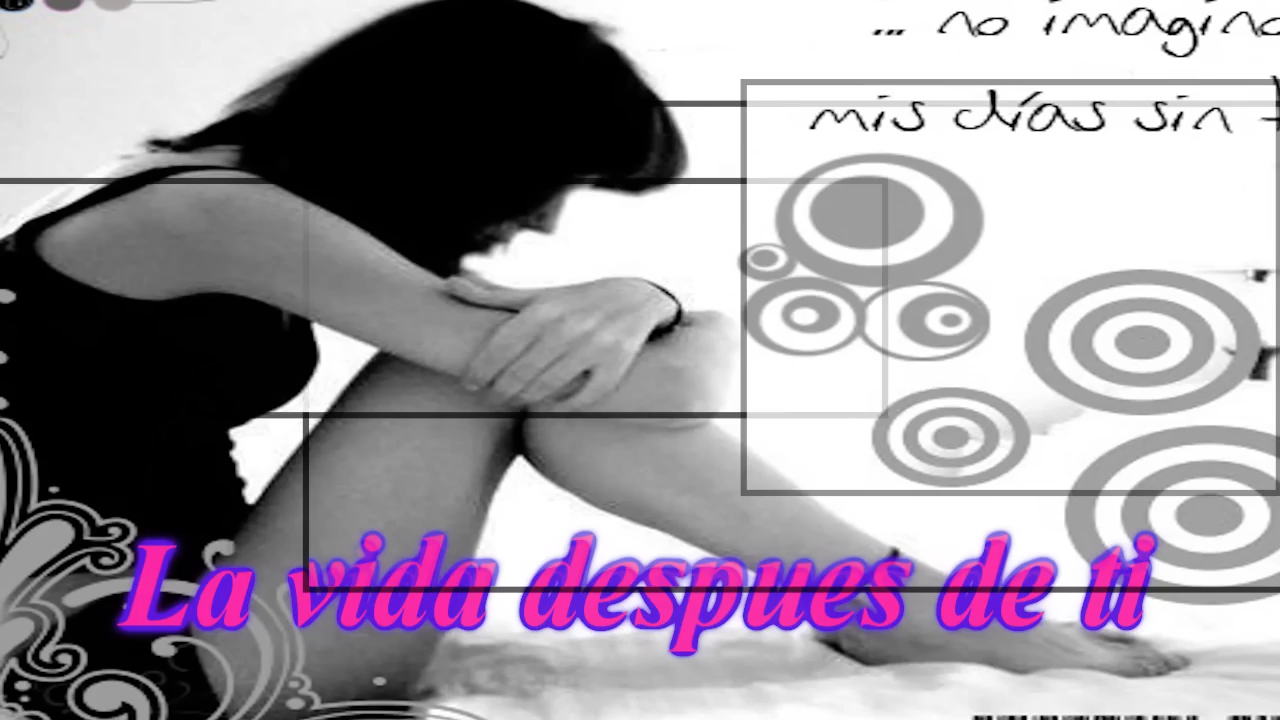 ... no imagino
mis días sin
La vida despues de ti